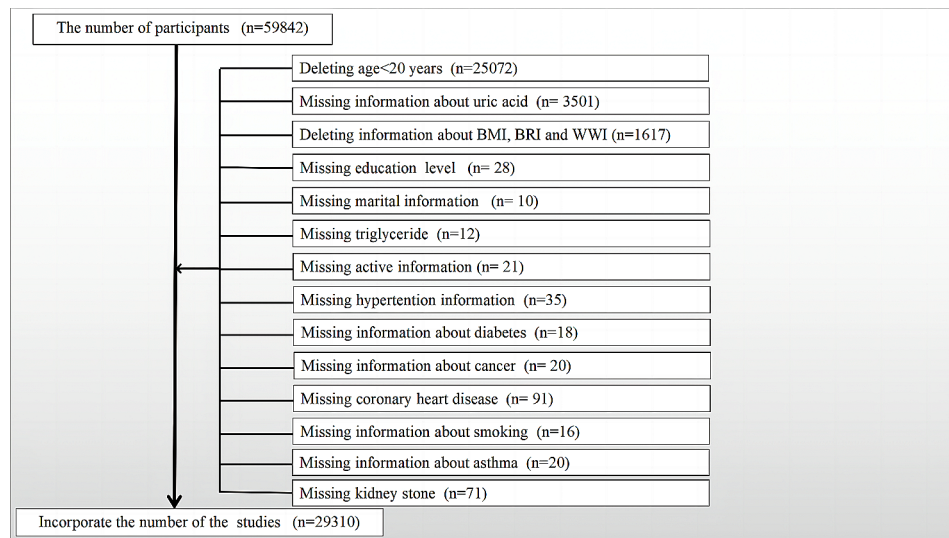 The number of participants (n=59842)
Deleting age<20 years (n=25072)
Missing information about uric acid (n= 3501)
Deleting information about BMI, BRI and WWI (n=1617)
Missing education level (n= 28)
Missing marital information (n= 10)
Missing triglyceride (n=12)
Missing active information (n= 21)
Missing hypertention information (n=35)
Missing information about diabetes (n=18)
Missing information about cancer (n= 20)
Missing coronary heart disease (n= 91)
Missing information about smoking (n=16)
Missing information about asthma (n=20)
Missing kidney stone (n=71)
Incorporate the number of the studies (n=29310)